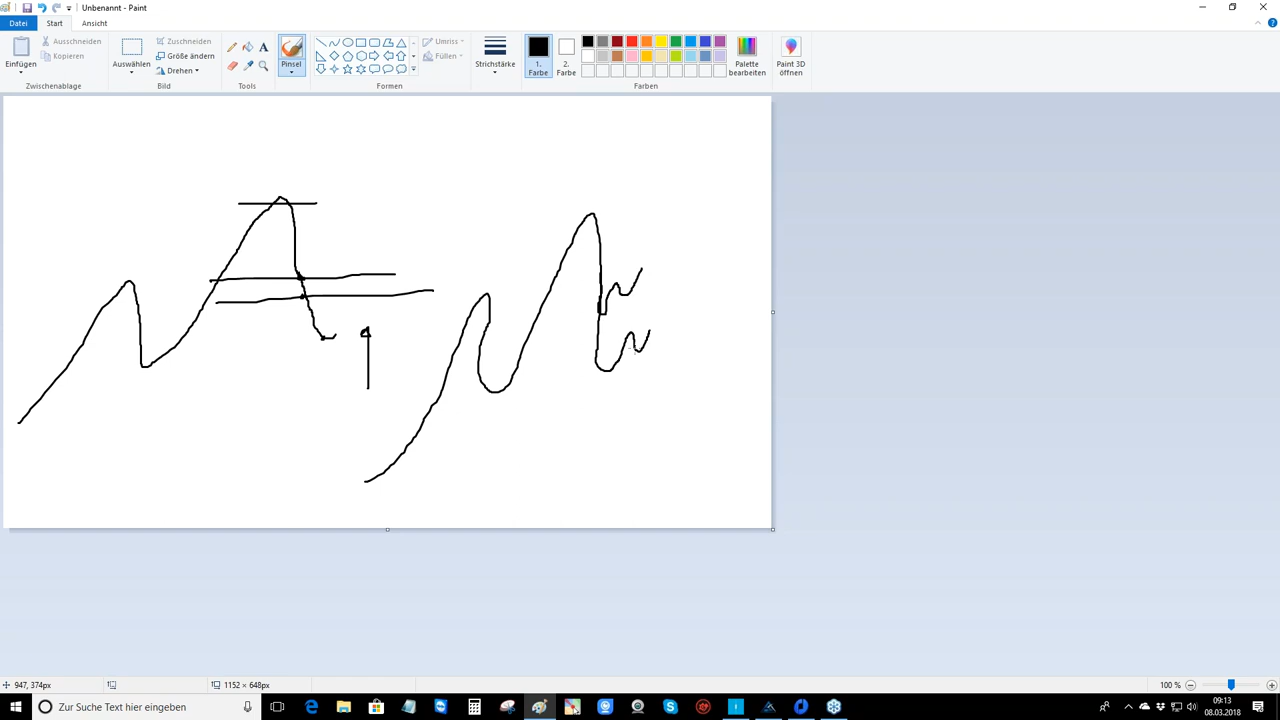 Unbenannt - Paint
Datei Start Ansicht
Einfügen
Ausschneiden
Kopieren
Zwischenablage
Auswählen
Zuschneiden
Größe ändern
Drehen
Bild
A
Tools
Pinsel
Formen
Umriss
Füllen
Strichstärke
1. Farbe
2. Farbe
Farben
Palette bearbeiten
Paint 3D öffnen
947, 374px 1152 × 648px 100 %
Zur Suche Text hier eingeben
09:13
08.03.2018